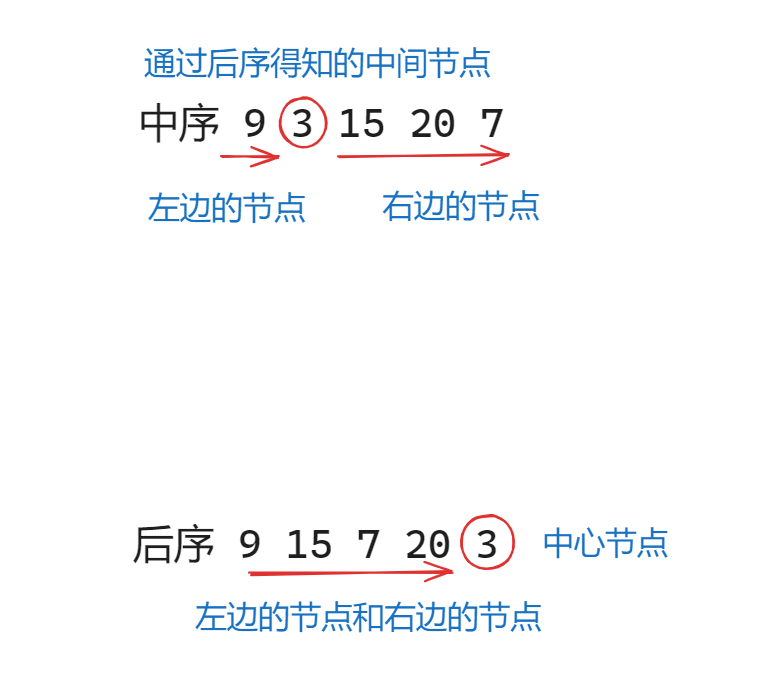 通过后序得知的中间节点
中序 9 3 15 20 7
左边的节点 右边的节点
后序 9 15 7 20 3 中心节点
左边的节点和右边的节点